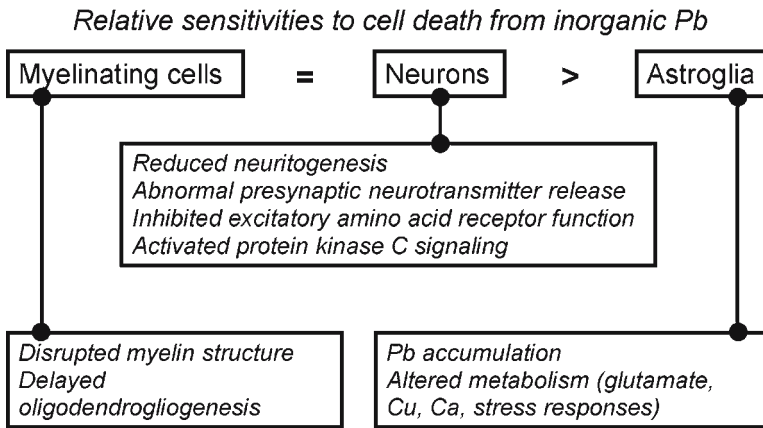 Relative sensitivities to cell death from inorganic Pb
Myelinating cells = Neurons > Astroglia
Reduced neuritogenesis
Abnormal presynaptic neurotransmitter release
Inhibited excitatory amino acid receptor function
Activated protein kinase C signaling
Disrupted myelin structure
Delayed
oligodendrogliogenesis
Pb accumulation
Altered metabolism (glutamate,
Cu, Ca, stress responses)